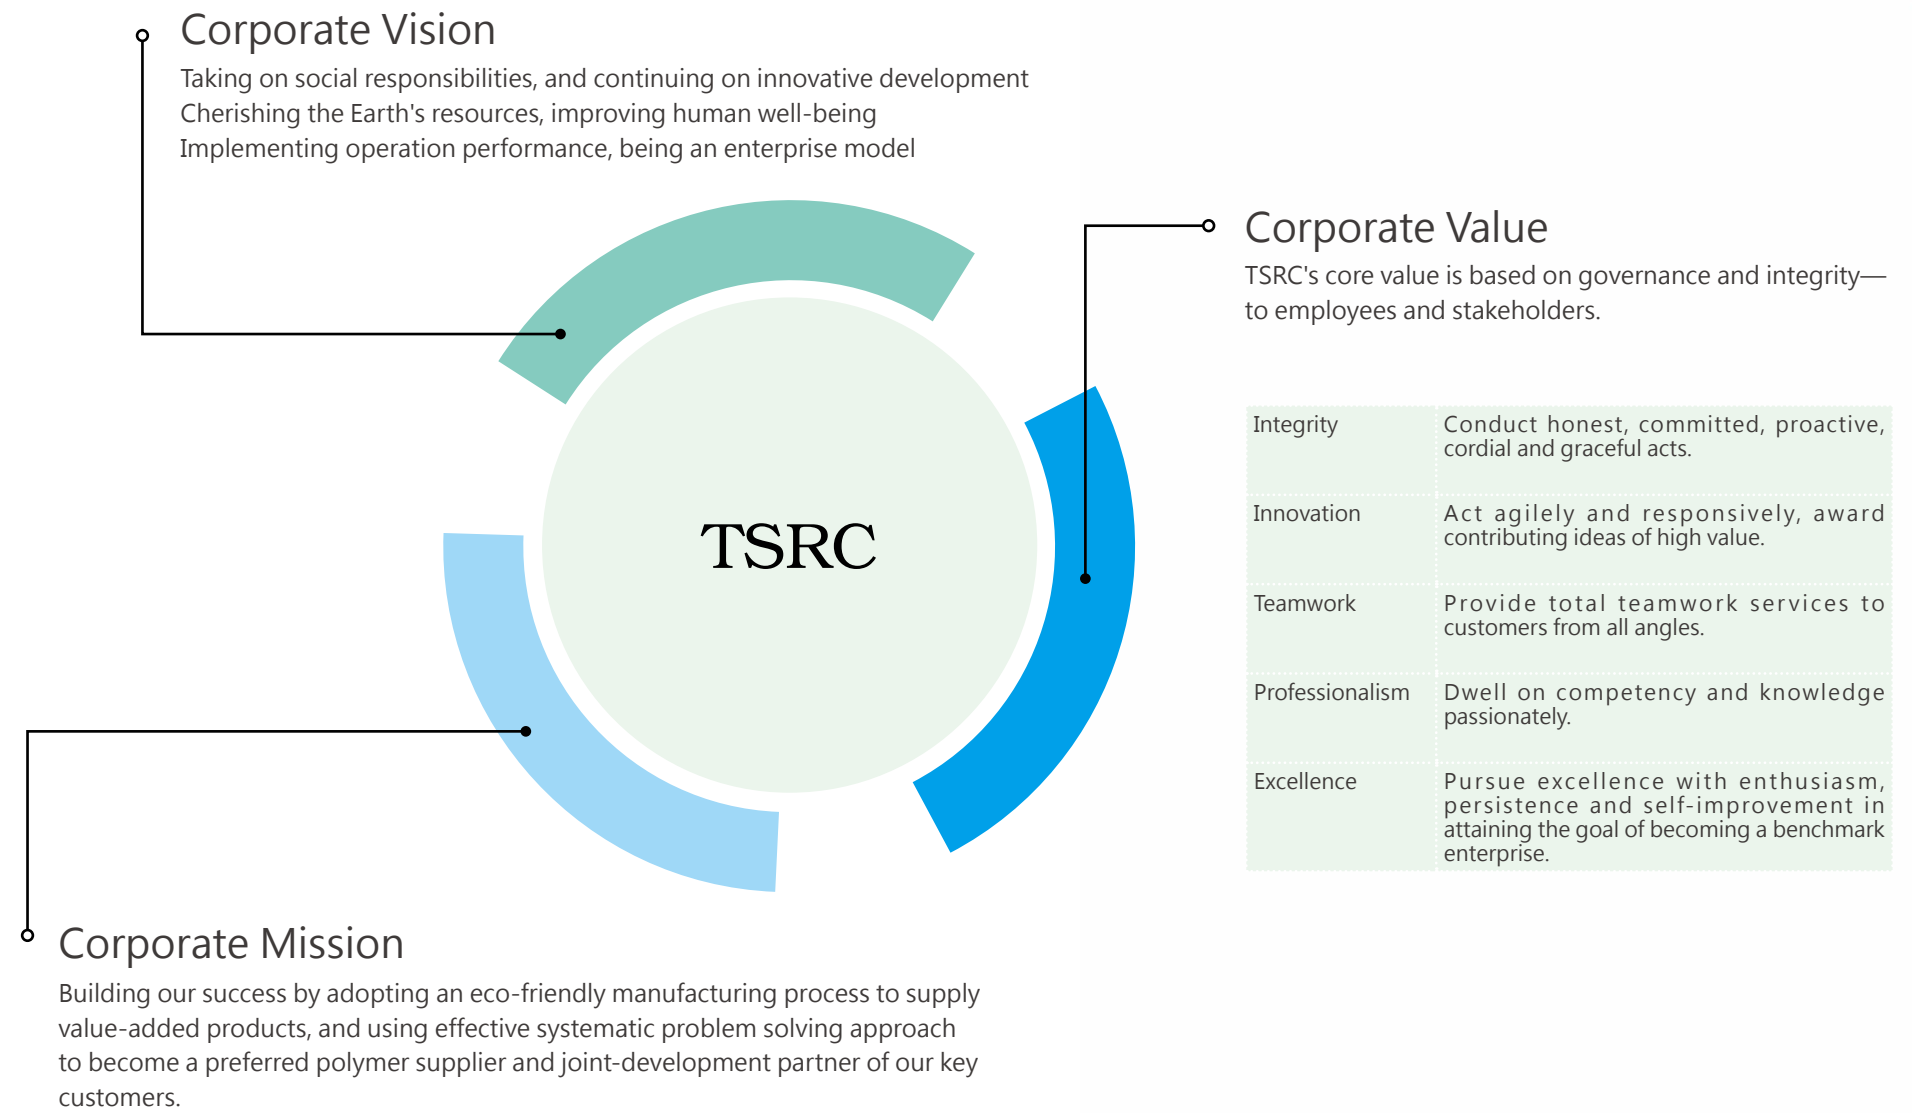 Corporate Vision
Taking on social responsibilities, and continuing on innovative development
Cherishing the Earth's resources, improving human well-being
Implementing operation performance, being an enterprise model
Corporate Value
TSRC's core value is based on governance and integrity—
to employees and stakeholders.
Integrity
Conduct honest, committed, proactive,
cordial and graceful acts.
Innovation
Act agilely and responsively, award
contributing ideas of high value.
Teamwork
Provide total teamwork services to
customers from all angles.
Professionalism
Dwell on competency and knowledge
passionately.
Excellence
Pursue excellence with enthusiasm,
persistence and self-improvement in
attaining the goal of becoming a benchmark
enterprise.
TSRC
Corporate Mission
Building our success by adopting an eco-friendly manufacturing process to supply
value-added products, and using effective systematic problem solving approach
to become a preferred polymer supplier and joint-development partner of our key
customers.